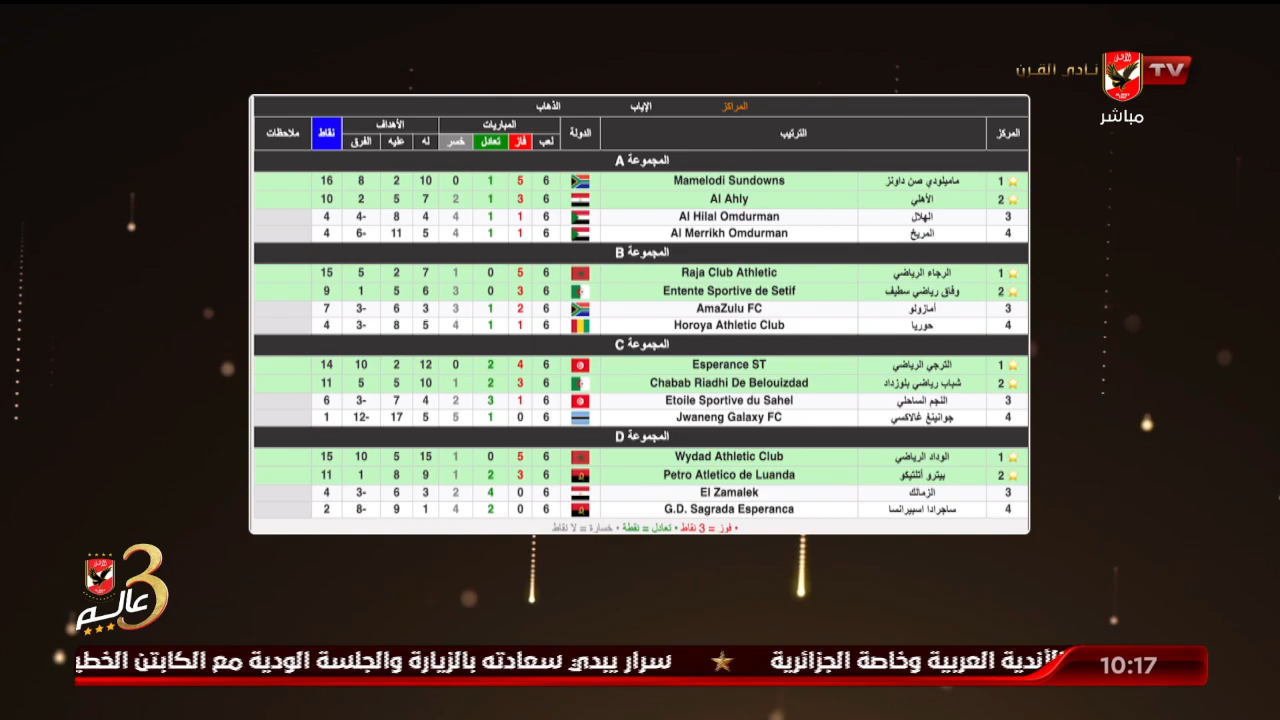 نادي القرن TV
مباشر
المراكز الإياب الذهاب
المركز الترتيب الدولة المباريات الأهداف نقاط ملاحظات
لعب فاز تعادل خسر له عليه الفرق
المجموعة A
1 ماميلودي صن داونز Mamelodi Sundowns 6 5 1 0 10 2 8 16
2 الأهلي Al Ahly 6 3 1 2 7 5 2 10
3 الهلال Al Hilal Omdurman 6 1 1 4 4 8 4- 4
4 المريخ Al Merrikh Omdurman 6 1 1 4 5 11 6- 4
المجموعة B
1 الرجاء الرياضي Raja Club Athletic 6 5 0 1 7 2 5 15
2 وفاق رياضي سطيف Entente Sportive de Setif 6 3 0 3 6 5 1 9
3 أمازولو AmaZulu FC 6 2 1 3 3 6 3- 7
4 حوريا Horoya Athletic Club 6 1 1 4 5 8 3- 4
المجموعة C
1 الترجي الرياضي Esperance ST 6 4 2 0 12 2 10 14
2 شباب رياضي بلوزداد Chabab Riadhi De Belouizdad 6 3 2 1 10 5 5 11
3 النجم الساحلي Etoile Sportive du Sahel 6 1 3 2 4 7 3- 6
4 جوانينغ غالاكسي Jwaneng Galaxy FC 6 0 1 5 5 17 12- 1
المجموعة D
1 الوداد الرياضي Wydad Athletic Club 6 5 0 1 15 5 10 15
2 بيترو أتلتيكو Petro Atletico de Luanda 6 3 2 1 9 8 1 11
3 الزمالك El Zamalek 6 0 4 2 3 6 3- 4
4 ساجرادا اسبيرانسا G.D. Sagrada Esperanca 6 0 2 4 1 9 8- 2
• فوز = 3 نقاط • تعادل = نقطة • خسارة = لا نقاط
3 عالم
10:17 الأندية العربية وخاصة الجزائرية سرار يبدي سعادته بالزيارة والجلسة الودية مع الكابتن الخطي